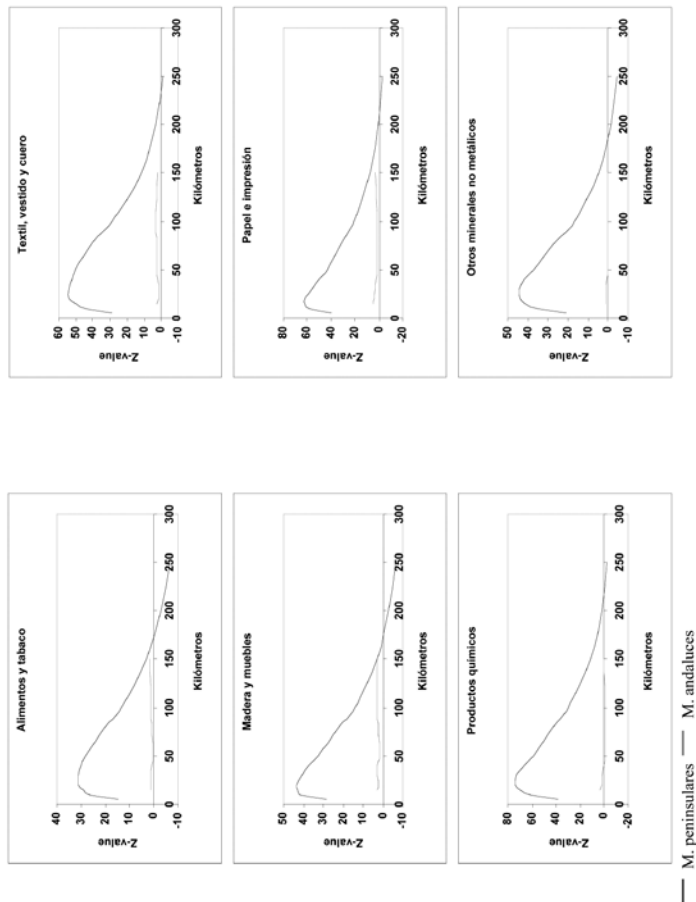 Alimentos y tabaco
Z-value
40
30
20
10
0
-10
0 50 100 150 200 250 300
Kilómetros
Textil, vestido y cuero
Z-value
60
50
40
30
20
10
0
-10
0 50 100 150 200 250 300
Kilómetros
Madera y muebles
Z-value
50
40
30
20
10
0
-10
0 50 100 150 200 250 300
Kilómetros
Papel e impresión
Z-value
80
60
40
20
0
-20
0 50 100 150 200 250 300
Kilómetros
Productos químicos
Z-value
80
60
40
20
0
-20
0 50 100 150 200 250 300
Kilómetros
Otros minerales no metálicos
Z-value
50
40
30
20
10
0
-10
0 50 100 150 200 250 300
Kilómetros
M. peninsulares M. andaluces